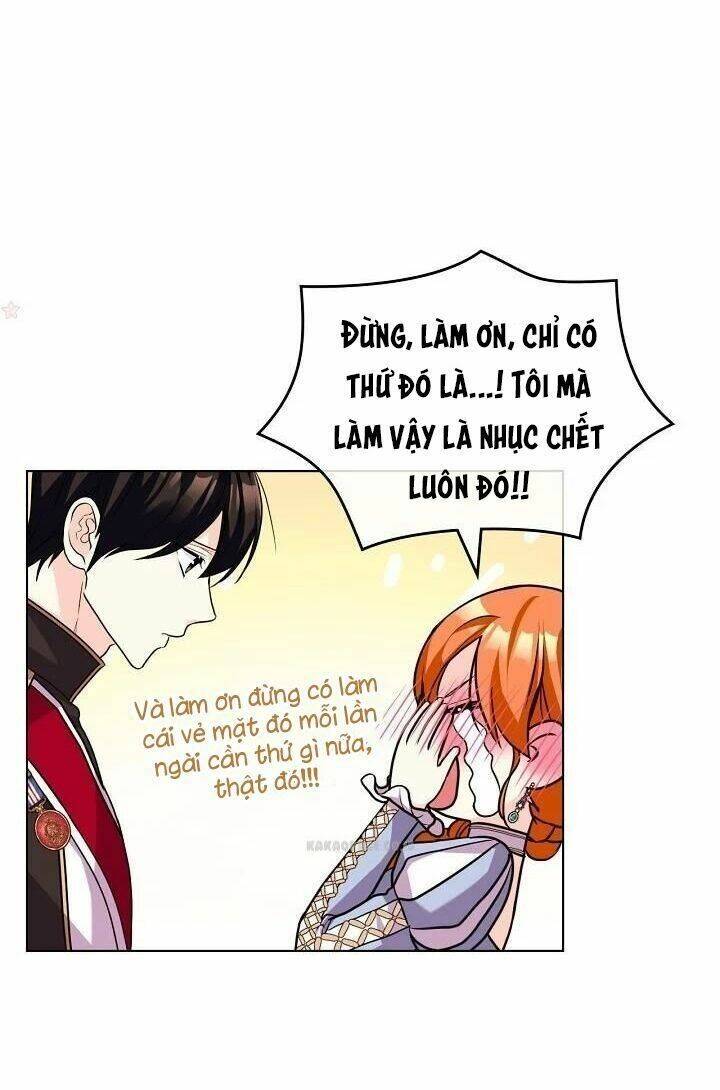 ĐỪNG, LÀM ƠN, CHỈ CÓ
THỨ ĐÓ LÀ...! TÔI MÀ
LÀM VẬY LÀ NHỤC CHẾT
LUÔN ĐÓ!!
Và làm ơn đừng có làm
cái vẻ mặt đó mỗi lần
ngài cần thứ gì nữa,
thật đó!!!